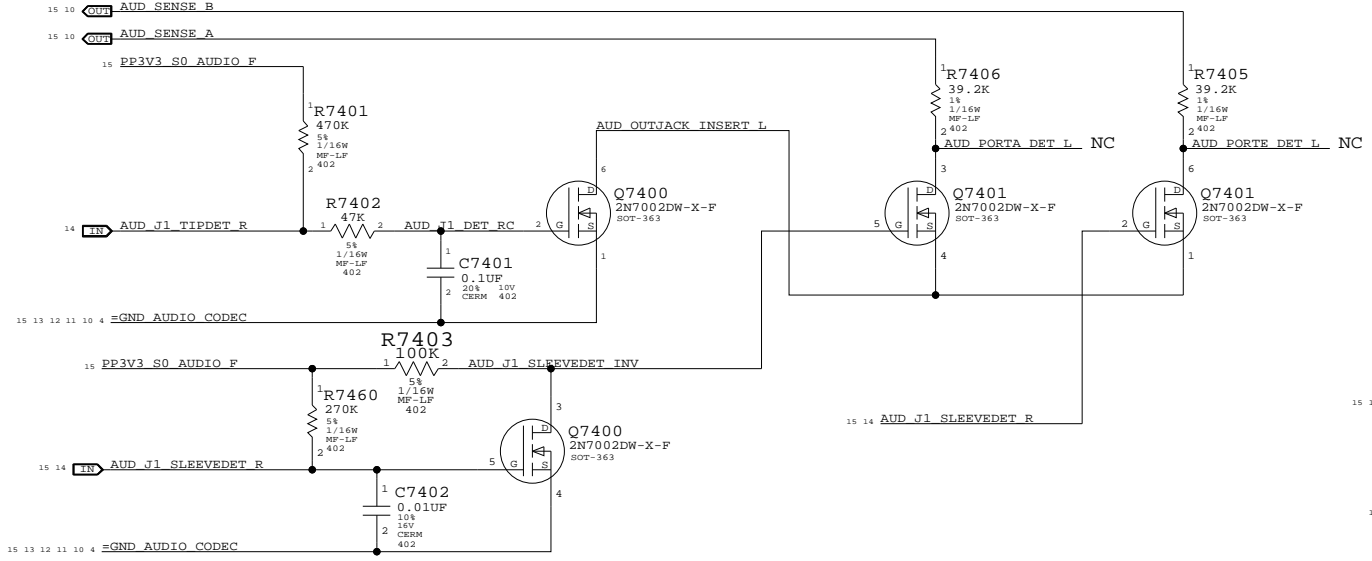 15 10 OUT AUD_SENSE_B
15 10 OUT AUD_SENSE_A
15 PP3V3_S0_AUDIO_F
1
R7401
470K
5%
1/16W
MF-LF
402
2
1
R7406
39.2K
1%
1/16W
MF-LF
402
2
1
R7405
39.2K
1%
1/16W
MF-LF
402
2
AUD_OUTJACK_INSERT_L
AUD_PORTA_DET_L NC
AUD_PORTE_DET_L NC
14 IN AUD_J1_TIPDET_R
R7402
1 47K 2
5%
1/16W
MF-LF
402
AUD_J1_DET_RC
6
Q7400
2N7002DW-X-F
SOT-363
D
2 G S
1
3
Q7401
2N7002DW-X-F
SOT-363
D
5 G S
4
6
Q7401
2N7002DW-X-F
SOT-363
D
2 G S
1
1
C7401
0.1UF
20% 10V
CERM 402
2
15 13 12 11 10 4 =GND_AUDIO_CODEC
R7403
15 PP3V3_S0_AUDIO_F
1 100K 2
5%
1/16W
MF-LF
402
AUD_J1_SLEEVEDET_INV
1
R7460
270K
5%
1/16W
MF-LF
402
2
3
Q7400
2N7002DW-X-F
SOT-363
D
5 G S
4
15 14 AUD_J1_SLEEVEDET_R
15 1
15 14 IN AUD_J1_SLEEVEDET_R
1
C7402
0.01UF
10%
16V
CERM
402
2
1
15 13 12 11 10 4 =GND_AUDIO_CODEC